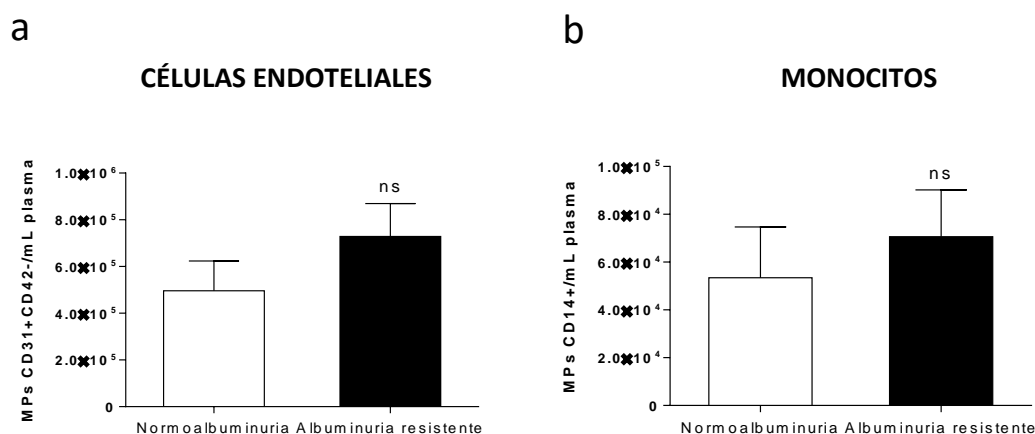 a
CÉLULAS ENDOTELIALES
MPs CD31+CD42-/mL plasma
1.0✖10⁶
8.0✖10⁵
6.0✖10⁵
4.0✖10⁵
2.0✖10⁵
0
ns
Normoalbuminuria Albuminuria resistente
b
MONOCITOS
MPs CD14+/mL plasma
1.0✖10⁵
8.0✖10⁴
6.0✖10⁴
4.0✖10⁴
2.0✖10⁴
0
ns
Normoalbuminuria Albuminuria resistente